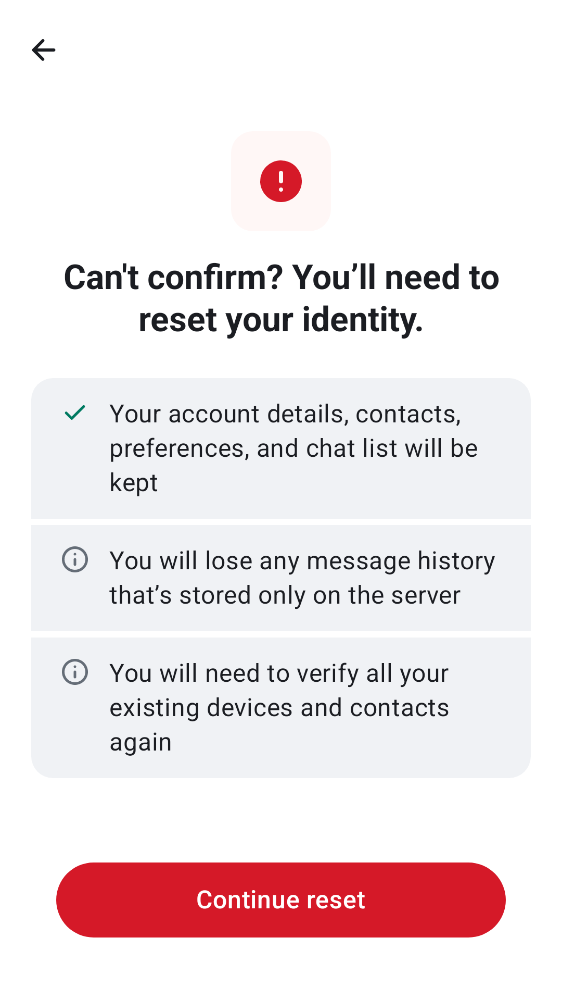 Can't confirm? You’ll need to
reset your identity.
Your account details, contacts,
preferences, and chat list will be
kept
You will lose any message history
that’s stored only on the server
You will need to verify all your
existing devices and contacts
again
Continue reset